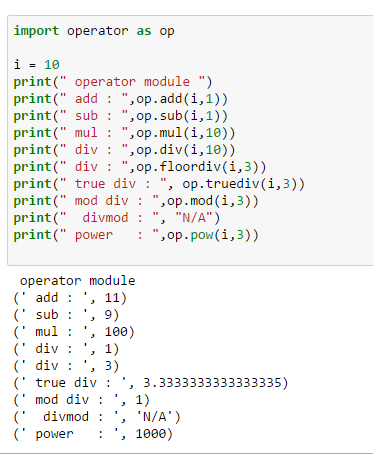 import operator as op
i = 10
print(" operator module ")
print(" add : ",op.add(i,1))
print(" sub : ",op.sub(i,1))
print(" mul : ",op.mul(i,10))
print(" div : ",op.div(i,10))
print(" div : ",op.floordiv(i,3))
print(" true div : ", op.truediv(i,3))
print(" mod div : ",op.mod(i,3))
print("  divmod : ", "N/A")
print(" power   : ",op.pow(i,3))
 operator module
(' add : ', 11)
(' sub : ', 9)
(' mul : ', 100)
(' div : ', 1)
(' div : ', 3)
(' true div : ', 3.3333333333333335)
(' mod div : ', 1)
('  divmod : ', 'N/A')
(' power   : ', 1000)